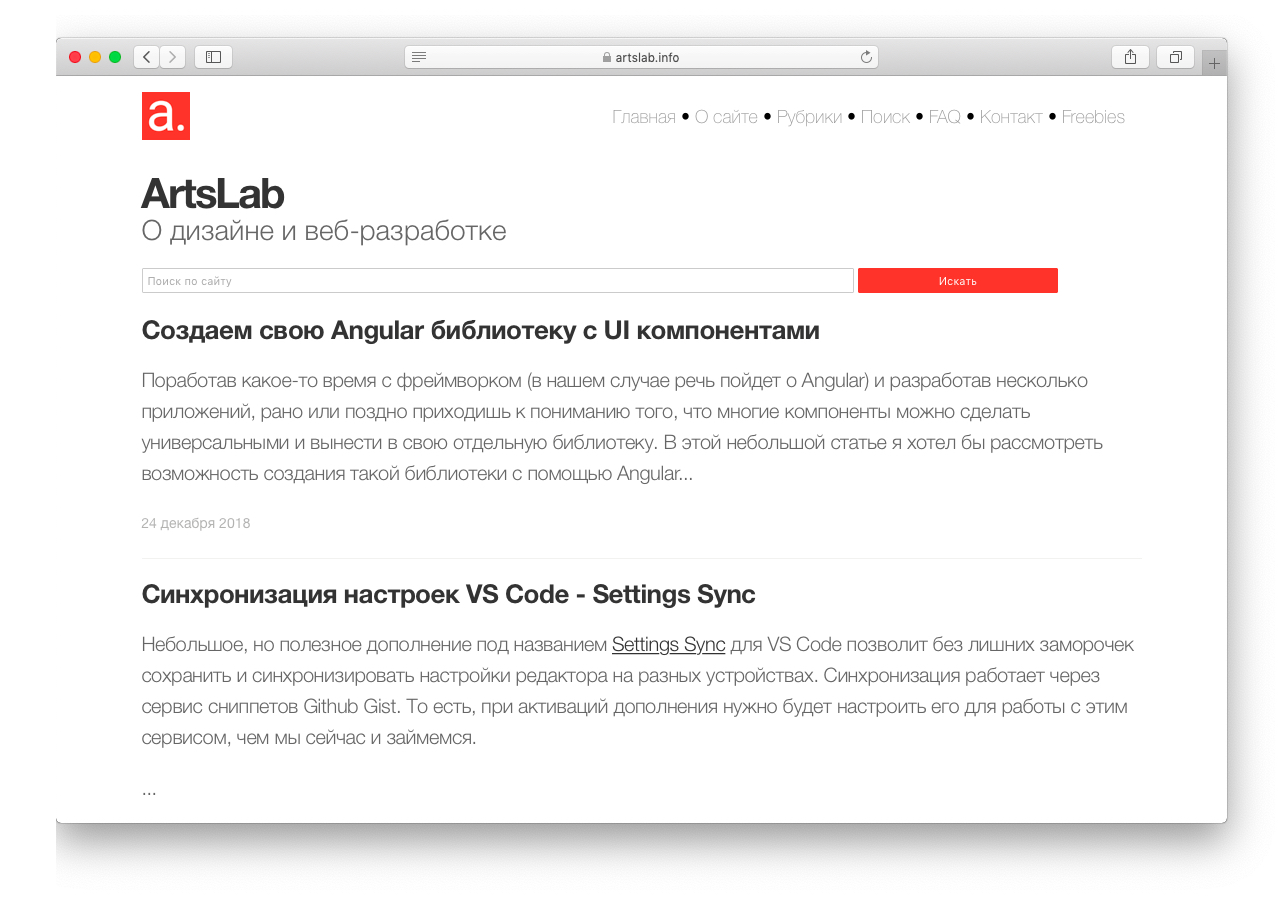 artslab.info
a.
Главная • О сайте • Рубрики • Поиск • FAQ • Контакт • Freebies
ArtsLab
О дизайне и веб-разработке
Поиск по сайту
Искать
Создаем свою Angular библиотеку с UI компонентами
Поработав какое-то время с фреймворком (в нашем случае речь пойдет о Angular) и разработав несколько
приложений, рано или поздно приходишь к пониманию того, что многие компоненты можно сделать
универсальными и вынести в свою отдельную библиотеку. В этой небольшой статье я хотел бы рассмотреть
возможность создания такой библиотеки с помощью Angular...
24 декабря 2018
Синхронизация настроек VS Code - Settings Sync
Небольшое, но полезное дополнение под названием Settings Sync для VS Code позволит без лишних заморочек
сохранить и синхронизировать настройки редактора на разных устройствах. Синхронизация работает через
сервис сниппетов Github Gist. То есть, при активаций дополнения нужно будет настроить его для работы с этим
сервисом, чем мы сейчас и займемся.
...